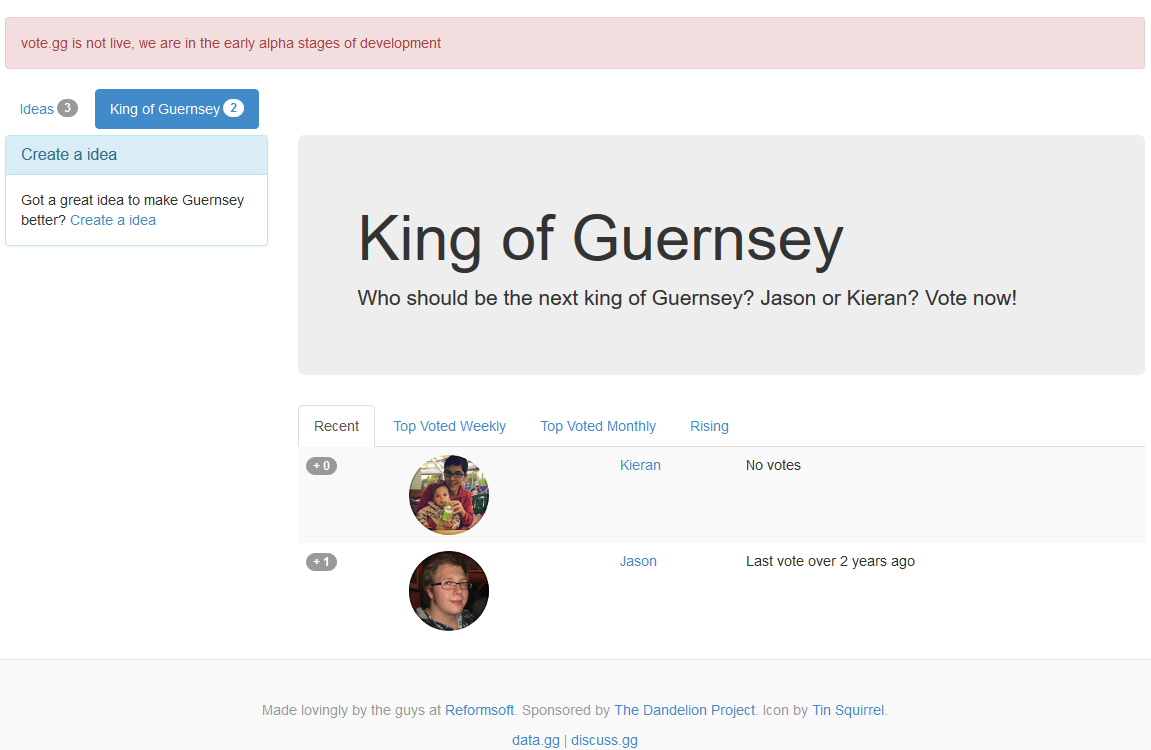 vote.gg is not live, we are in the early alpha stages of development
Ideas 3 King of Guernsey 2
Create a idea
Got a great idea to make Guernsey
better? Create a idea
King of Guernsey
Who should be the next king of Guernsey? Jason or Kieran? Vote now!
Recent Top Voted Weekly Top Voted Monthly Rising
+ 0 Kieran No votes
+ 1 Jason Last vote over 2 years ago
Made lovingly by the guys at Reformsoft. Sponsored by The Dandelion Project. Icon by Tin Squirrel.
data.gg | discuss.gg